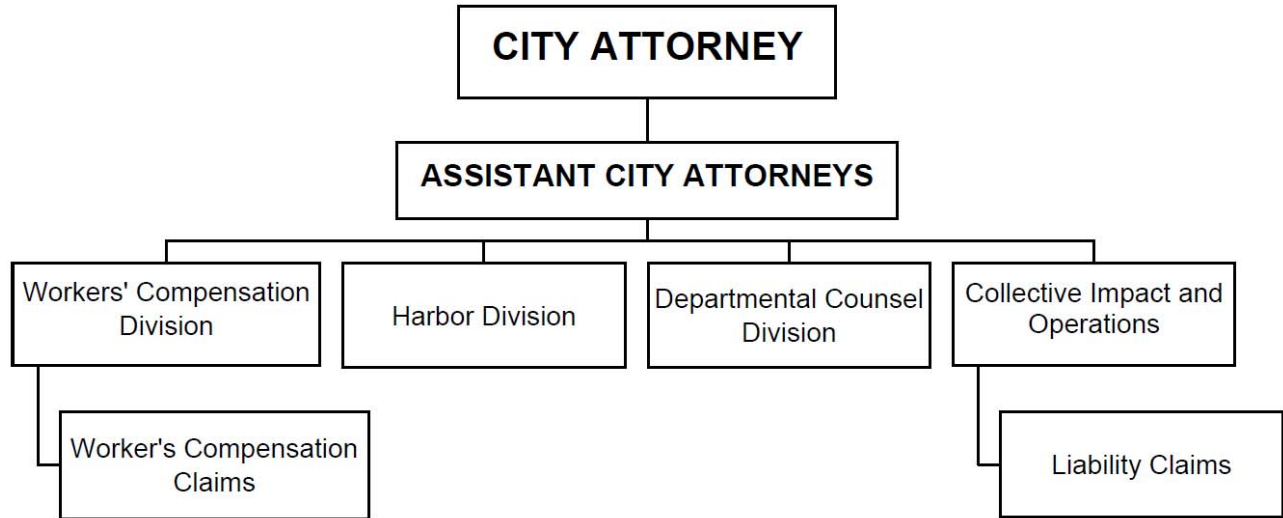 CITY ATTORNEY
ASSISTANT CITY ATTORNEYS
Workers' Compensation
Division
Harbor Division
Departmental Counsel
Division
Collective Impact and
Operations
Worker's Compensation
Claims
Liability Claims